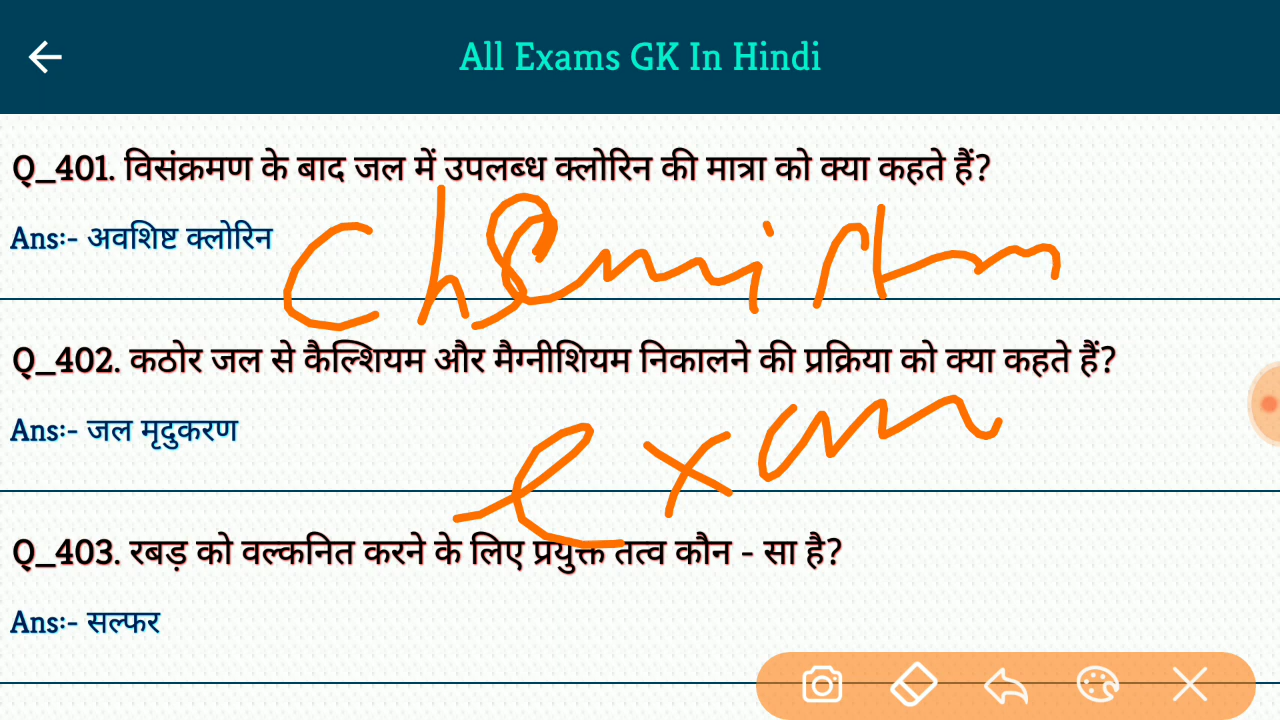 All Exams GK In Hindi
Q_401. विसंक्रमण के बाद जल में उपलब्ध क्लोरिन की मात्रा को क्या कहते हैं?
Ans:- अवशिष्ट क्लोरिन
Q_402. कठोर जल से कैल्शियम और मैग्नीशियम निकालने की प्रक्रिया को क्या कहते हैं?
Ans:- जल मृदुकरण
exam
Q_403. रबड़ को वल्कनित करने के लिए प्रयुक्त तत्व कौन - सा है?
Ans:- सल्फर